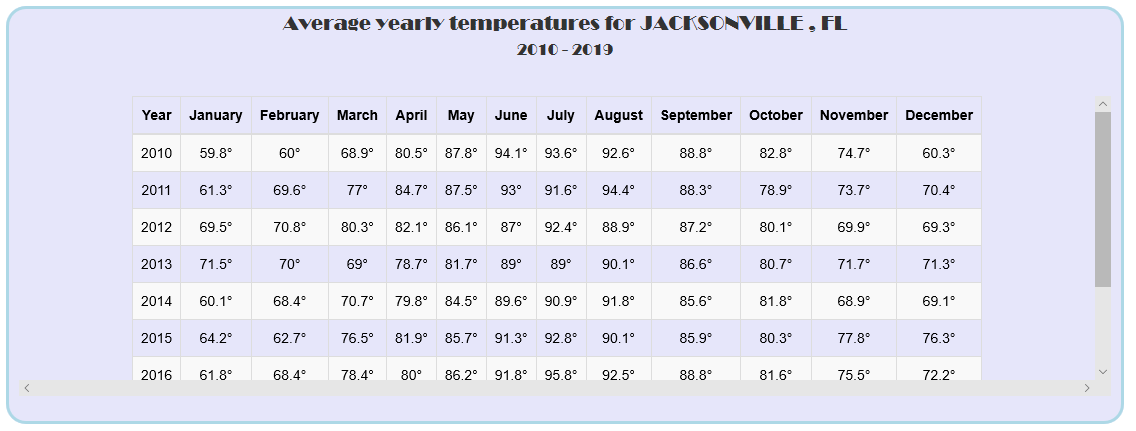 Average yearly temperatures for JACKSONVILLE , FL
2010 - 2019
Year January February March April May June July August September October November December
2010 59.8° 60° 68.9° 80.5° 87.8° 94.1° 93.6° 92.6° 88.8° 82.8° 74.7° 60.3°
2011 61.3° 69.6° 77° 84.7° 87.5° 93° 91.6° 94.4° 88.3° 78.9° 73.7° 70.4°
2012 69.5° 70.8° 80.3° 82.1° 86.1° 87° 92.4° 88.9° 87.2° 80.1° 69.9° 69.3°
2013 71.5° 70° 69° 78.7° 81.7° 89° 89° 90.1° 86.6° 80.7° 71.7° 71.3°
2014 60.1° 68.4° 70.7° 79.8° 84.5° 89.6° 90.9° 91.8° 85.6° 81.8° 68.9° 69.1°
2015 64.2° 62.7° 76.5° 81.9° 85.7° 91.3° 92.8° 90.1° 85.9° 80.3° 77.8° 76.3°
2016 61.8° 68.4° 78.4° 80° 86.2° 91.8° 95.8° 92.5° 88.8° 81.6° 75.5° 72.2°